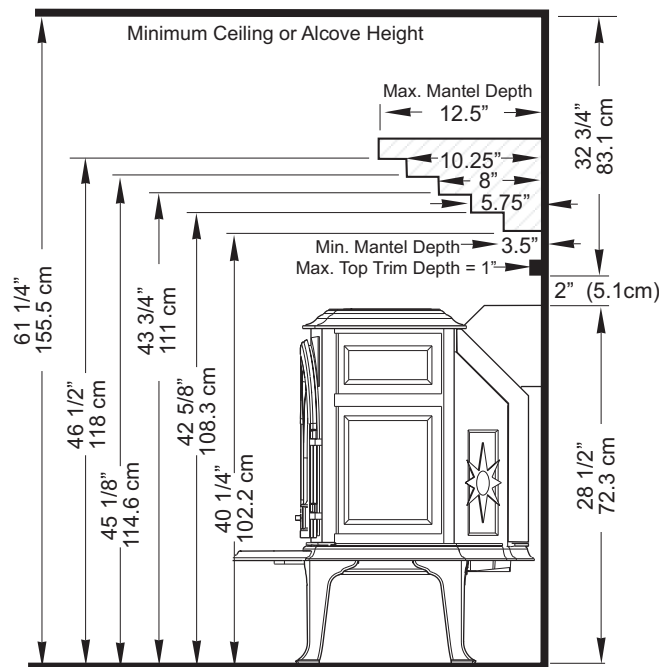 Minimum Ceiling or Alcove Height
Max. Mantel Depth
12.5”
32 3/4”
83.1 cm
10.25”
8”
5.75”
Min. Mantel Depth
3.5”
Max. Top Trim Depth = 1”
2” (5.1cm)
61 1/4”
155.5 cm
46 1/2”
118 cm
45 1/8”
114.6 cm
43 3/4”
111 cm
42 5/8”
108.3 cm
40 1/4”
102.2 cm
28 1/2”
72.3 cm